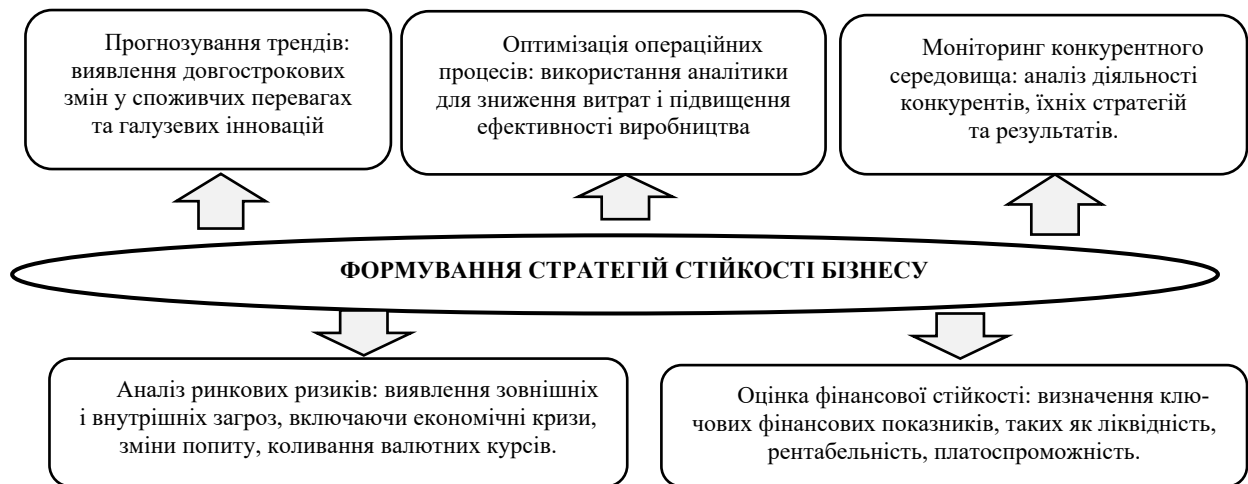 Прогнозування трендів:
виявлення довгострокових
змін у споживчих перевагах
та галузевих інновацій
Оптимізація операційних
процесів: використання аналітики
для зниження витрат і підвищення
ефективності виробництва
Моніторинг конкурентного
середовища: аналіз діяльності
конкурентів, їхніх стратегій
та результатів.
ФОРМУВАННЯ СТРАТЕГІЙ СТІЙКОСТІ БІЗНЕСУ
Аналіз ринкових ризиків: виявлення зовнішніх
і внутрішніх загроз, включаючи економічні кризи,
зміни попиту, коливання валютних курсів.
Оцінка фінансової стійкості: визначення клю-
чових фінансових показників, таких як ліквідність,
рентабельність, платоспроможність.